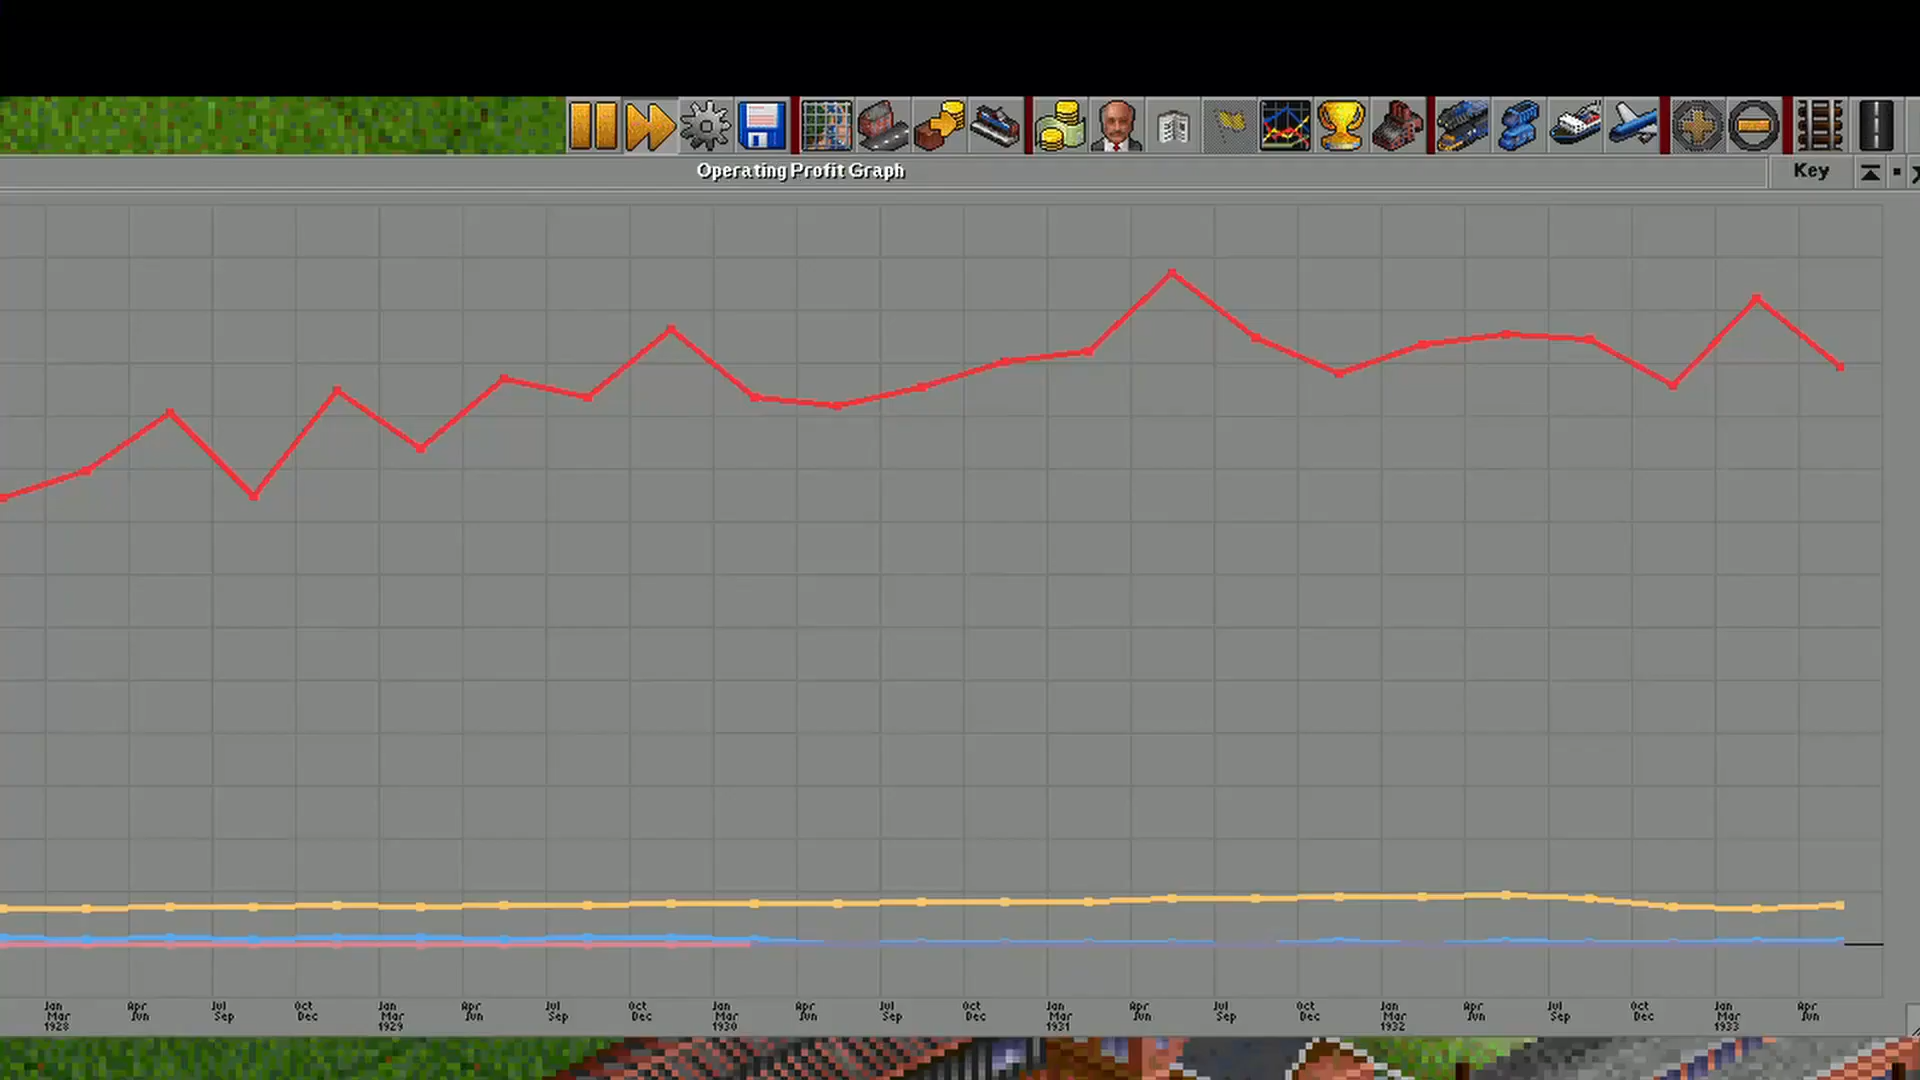 Operating Profit Graph
Key
Jan Mar 1928
Apr Jun
Jul Sep
Oct Dec
Jan Mar 1929
Apr Jun
Jul Sep
Oct Dec
Jan Mar 1930
Apr Jun
Jul Sep
Oct Dec
Jan Mar 1931
Apr Jun
Jul Sep
Oct Dec
Jan Mar 1932
Apr Jun
Jul Sep
Oct Dec
Jan Mar 1933
Apr Jun